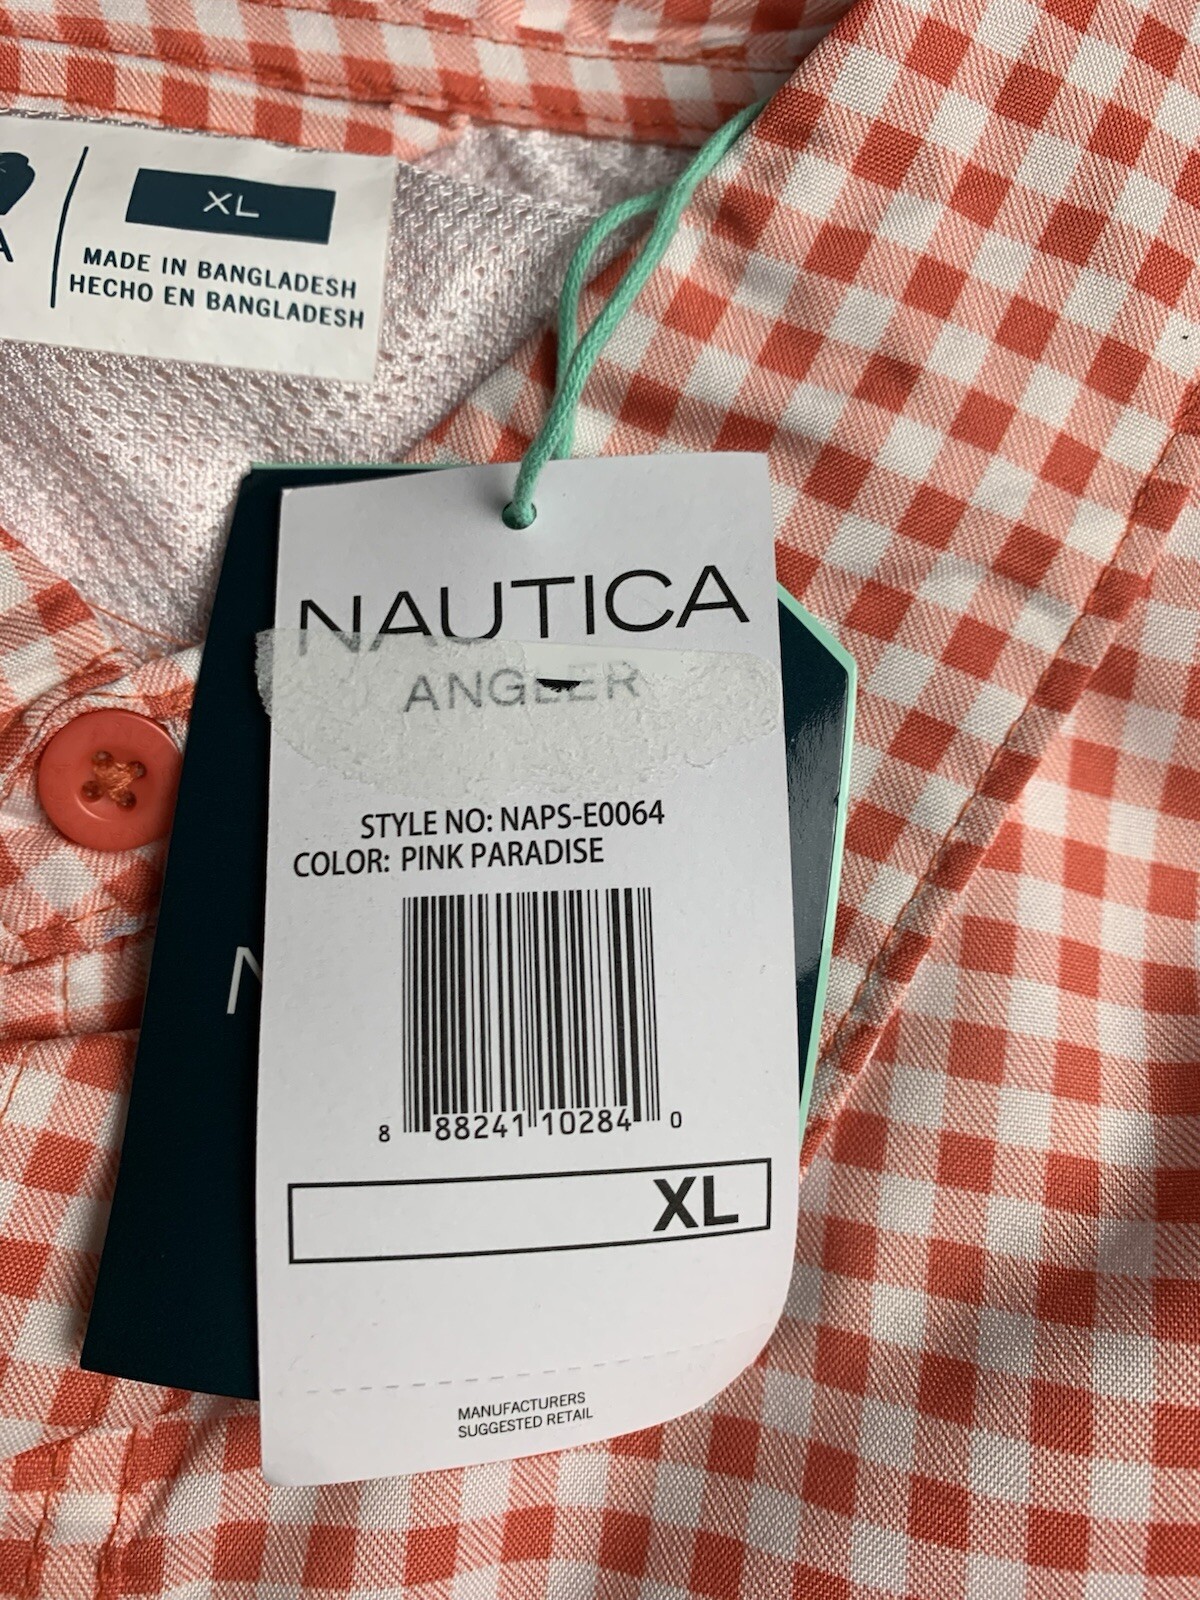 A
XL
MADE IN BANGLADESH
HECHO EN BANGLADESH
NAUTICA
ANGLER
STYLE NO: NAPS-E0064
COLOR: PINK PARADISE
8 88241 10284 0
XL
MANUFACTURERS
SUGGESTED RETAIL
N